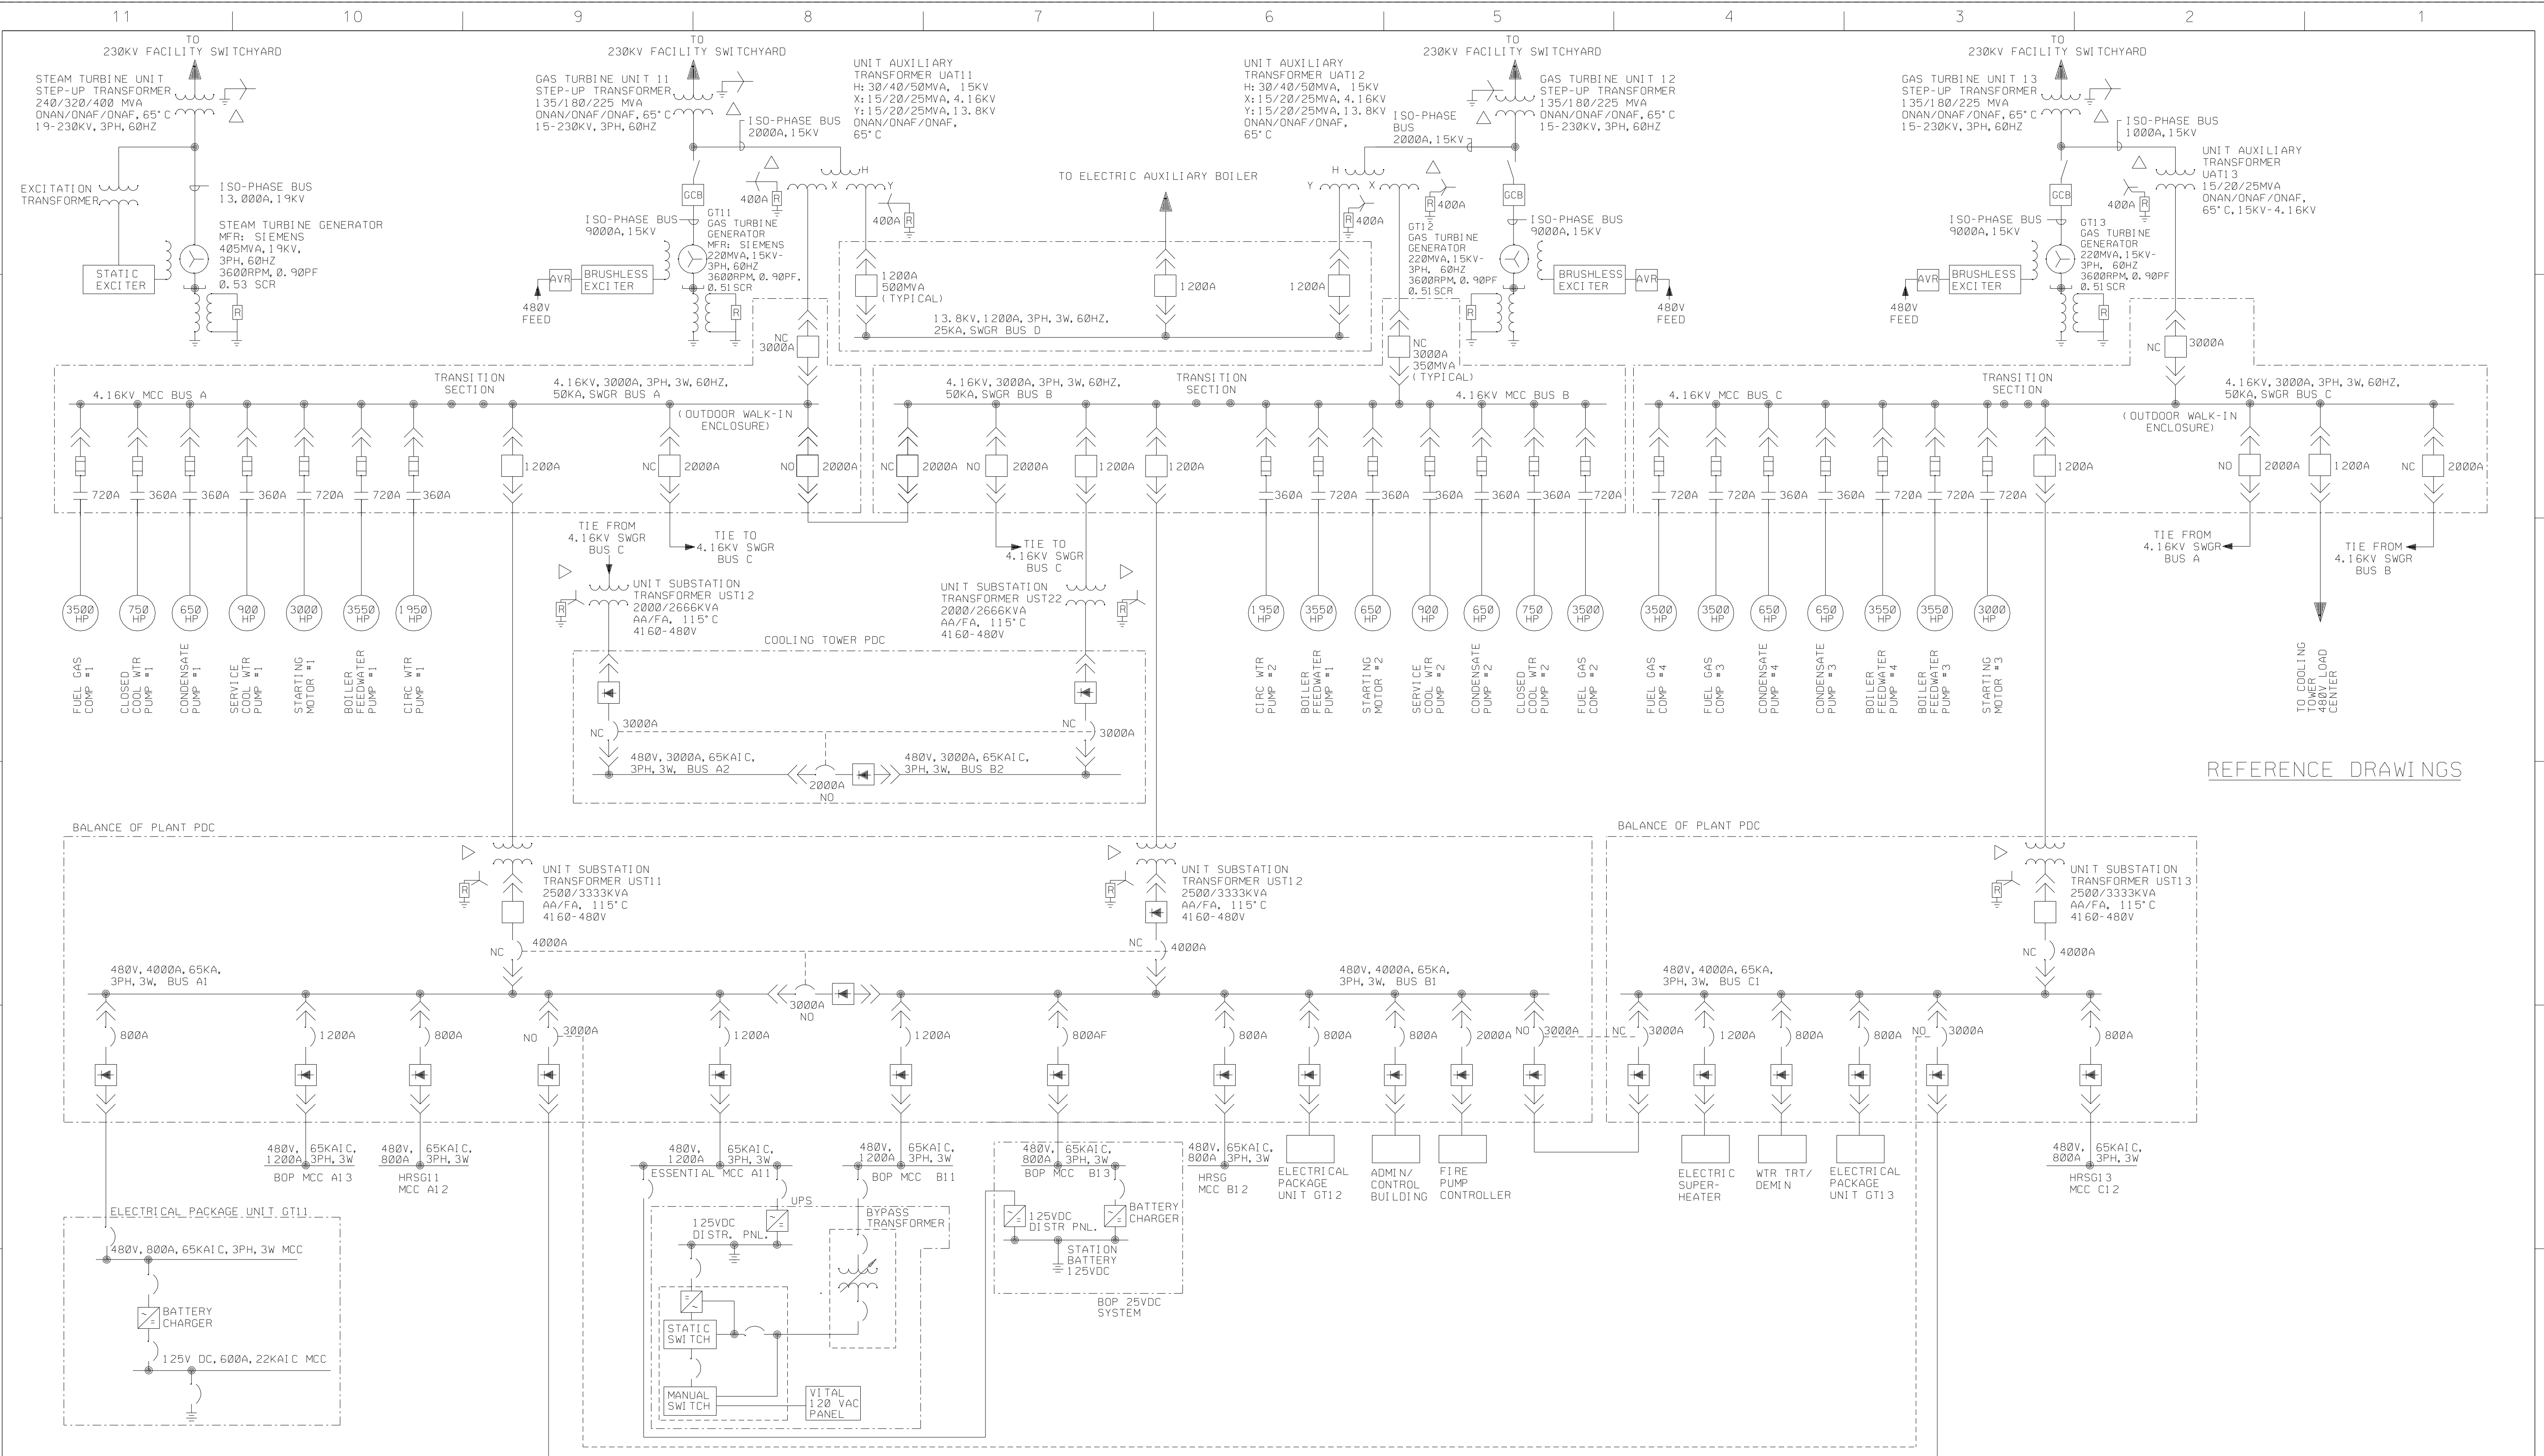 11
10
9
8
7
6
5
4
3
2
1
TO
230KV FACILITY SWITCHYARD
STEAM TURBINE UNIT
STEP-UP TRANSFORMER
240/320/400 MVA
ONAN/ONAF/ONAF, 65°C
19-230KV, 3PH, 60HZ
EXCITATION
TRANSFORMER
ISO-PHASE BUS
13,000A, 19KV
STEAM TURBINE GENERATOR
MFR: SIEMENS
405MVA, 19KV,
3PH, 60HZ
3600RPM, 0.90PF
0.53 SCR
STATIC
EXCITER
R
TO
230KV FACILITY SWITCHYARD
GAS TURBINE UNIT 11
STEP-UP TRANSFORMER
135/180/225 MVA
ONAN/ONAF/ONAF, 65°C
15-230KV, 3PH, 60HZ
ISO-PHASE BUS
2000A, 15KV
UNIT AUXILIARY
TRANSFORMER UAT11
H: 30/40/50MVA, 15KV
X: 15/20/25MVA, 4.16KV
Y: 15/20/25MVA, 13.8KV
ONAN/ONAF/ONAF,
65°C
H
X
Y
400A
R
400A
R
GCB
ISO-PHASE BUS
9000A, 15KV
GT11
GAS TURBINE
GENERATOR
MFR: SIEMENS
220MVA, 15KV-
3PH, 60HZ
3600RPM, 0.90PF.
0.51SCR
AVR
BRUSHLESS
EXCITER
480V
FEED
R
NC
3000A
TO ELECTRIC AUXILIARY BOILER
1200A
500MVA
(TYPICAL)
1200A
1200A
13.8KV, 1200A, 3PH, 3W, 60HZ,
25KA, SWGR BUS D
UNIT AUXILIARY
TRANSFORMER UAT12
H: 30/40/50MVA, 15KV
X: 15/20/25MVA, 4.16KV
Y: 15/20/25MVA, 13.8KV
ONAN/ONAF/ONAF,
65°C
ISO-PHASE
BUS
2000A, 15KV
H
Y
X
R
400A
R
400A
TO
230KV FACILITY SWITCHYARD
GAS TURBINE UNIT 12
STEP-UP TRANSFORMER
135/180/225 MVA
ONAN/ONAF/ONAF, 65°C
15-230KV, 3PH, 60HZ
GCB
ISO-PHASE BUS
9000A, 15KV
GT12
GAS TURBINE
GENERATOR
220MVA, 15KV-
3PH, 60HZ
3600RPM, 0.90PF
0.51SCR
BRUSHLESS
EXCITER
AVR
480V
FEED
R
NC
3000A
350MVA
(TYPICAL)
TO
230KV FACILITY SWITCHYARD
GAS TURBINE UNIT 13
STEP-UP TRANSFORMER
135/180/225 MVA
ONAN/ONAF/ONAF, 65°C
15-230KV, 3PH, 60HZ
ISO-PHASE BUS
1000A, 15KV
UNIT AUXILIARY
TRANSFORMER
UAT13
15/20/25MVA
ONAN/ONAF/ONAF,
65°C, 15KV-4.16KV
400A
R
GCB
ISO-PHASE BUS
9000A, 15KV
GT13
GAS TURBINE
GENERATOR
220MVA, 15KV-
3PH, 60HZ
3600RPM, 0.90PF
0.51SCR
AVR
BRUSHLESS
EXCITER
480V
FEED
R
NC
3000A
4.16KV MCC BUS A
TRANSITION
SECTION
4.16KV, 3000A, 3PH, 3W, 60HZ,
50KA, SWGR BUS A
(OUTDOOR WALK-IN
ENCLOSURE)
720A
360A
360A
360A
720A
720A
360A
1200A
NC
2000A
NO
2000A
4.16KV, 3000A, 3PH, 3W, 60HZ,
50KA, SWGR BUS B
TRANSITION
SECTION
4.16KV MCC BUS B
NC
2000A
NO
2000A
1200A
1200A
360A
720A
360A
360A
360A
360A
720A
4.16KV MCC BUS C
TRANSITION
SECTION
4.16KV, 3000A, 3PH, 3W, 60HZ,
50KA, SWGR BUS C
(OUTDOOR WALK-IN
ENCLOSURE)
720A
720A
360A
360A
720A
720A
720A
1200A
NO
2000A
1200A
NC
2000A
TIE FROM
4.16KV SWGR
BUS C
TIE TO
4.16KV SWGR
BUS C
TIE TO
4.16KV SWGR
BUS C
TIE FROM
4.16KV SWGR
BUS A
TIE FROM
4.16KV SWGR
BUS B
3500
HP
750
HP
650
HP
900
HP
3000
HP
3550
HP
1950
HP
FUEL GAS
COMP #1
CLOSED
COOL WTR
PUMP #1
CONDENSATE
PUMP #1
SERVICE
COOL WTR
PUMP #1
STARTING
MOTOR #1
BOILER
FEEDWATER
PUMP #1
CIRC WTR
PUMP #1
R
UNIT SUBSTATION
TRANSFORMER UST12
2000/2666KVA
AA/FA, 115°C
4160-480V
UNIT SUBSTATION
TRANSFORMER UST22
2000/2666KVA
AA/FA, 115°C
4160-480V
R
1950
HP
3550
HP
650
HP
900
HP
650
HP
750
HP
3500
HP
CIRC WTR
PUMP #2
BOILER
FEEDWATER
PUMP #1
STARTING
MOTOR #2
SERVICE
COOL WTR
PUMP #2
CONDENSATE
PUMP #2
CLOSED
COOL WTR
PUMP #2
FUEL GAS
COMP #2
3500
HP
3500
HP
650
HP
650
HP
3550
HP
3550
HP
3000
HP
FUEL GAS
COMP #4
FUEL GAS
COMP #3
CONDENSATE
PUMP #4
CONDENSATE
PUMP #3
BOILER
FEEDWATER
PUMP #4
BOILER
FEEDWATER
PUMP #3
STARTING
MOTOR #3
TO COOLING
TOWER
480V LOAD
CENTER
COOLING TOWER PDC
3000A
NC
NC
3000A
480V, 3000A, 65KAIC,
3PH, 3W, BUS A2
480V, 3000A, 65KAIC,
3PH, 3W, BUS B2
2000A
NO
REFERENCE DRAWINGS
BALANCE OF PLANT PDC
R
UNIT SUBSTATION
TRANSFORMER UST11
2500/3333KVA
AA/FA, 115°C
4160-480V
NC
4000A
R
UNIT SUBSTATION
TRANSFORMER UST12
2500/3333KVA
AA/FA, 115°C
4160-480V
NC
4000A
480V, 4000A, 65KA,
3PH, 3W, BUS A1
3000A
NO
480V, 4000A, 65KA,
3PH, 3W, BUS B1
BALANCE OF PLANT PDC
R
UNIT SUBSTATION
TRANSFORMER UST13
2500/3333KVA
AA/FA, 115°C
4160-480V
NC
4000A
480V, 4000A, 65KA,
3PH, 3W, BUS C1
800A
1200A
800A
NO
3000A
1200A
1200A
800AF
800A
800A
800A
2000A
NO
3000A
NC
3000A
1200A
800A
800A
NO
3000A
800A
480V, 65KAIC,
1200A 3PH, 3W
BOP MCC A13
480V, 65KAIC,
800A 3PH, 3W
HRSG11
MCC A12
480V, 65KAIC,
1200A 3PH, 3W
ESSENTIAL MCC A11
480V, 65KAIC,
1200A 3PH, 3W
BOP MCC B11
480V, 65KAIC,
800A 3PH, 3W
BOP MCC B13
480V, 65KAIC,
800A 3PH, 3W
HRSG
MCC B12
ELECTRICAL
PACKAGE
UNIT GT12
ADMIN/
CONTROL
BUILDING
FIRE
PUMP
CONTROLLER
ELECTRIC
SUPER-
HEATER
WTR TRT/
DEMIN
ELECTRICAL
PACKAGE
UNIT GT13
480V, 65KAIC,
800A 3PH, 3W
HRSG13
MCC C12
ELECTRICAL PACKAGE UNIT GT11
480V, 800A, 65KAIC, 3PH, 3W MCC
BATTERY
CHARGER
125V DC, 600A, 22KAIC MCC
UPS
125VDC
DISTR. PNL.
BYPASS
TRANSFORMER
STATIC
SWITCH
MANUAL
SWITCH
VITAL
120 VAC
PANEL
125VDC
DISTR PNL.
BATTERY
CHARGER
STATION
BATTERY
125VDC
BOP 25VDC
SYSTEM